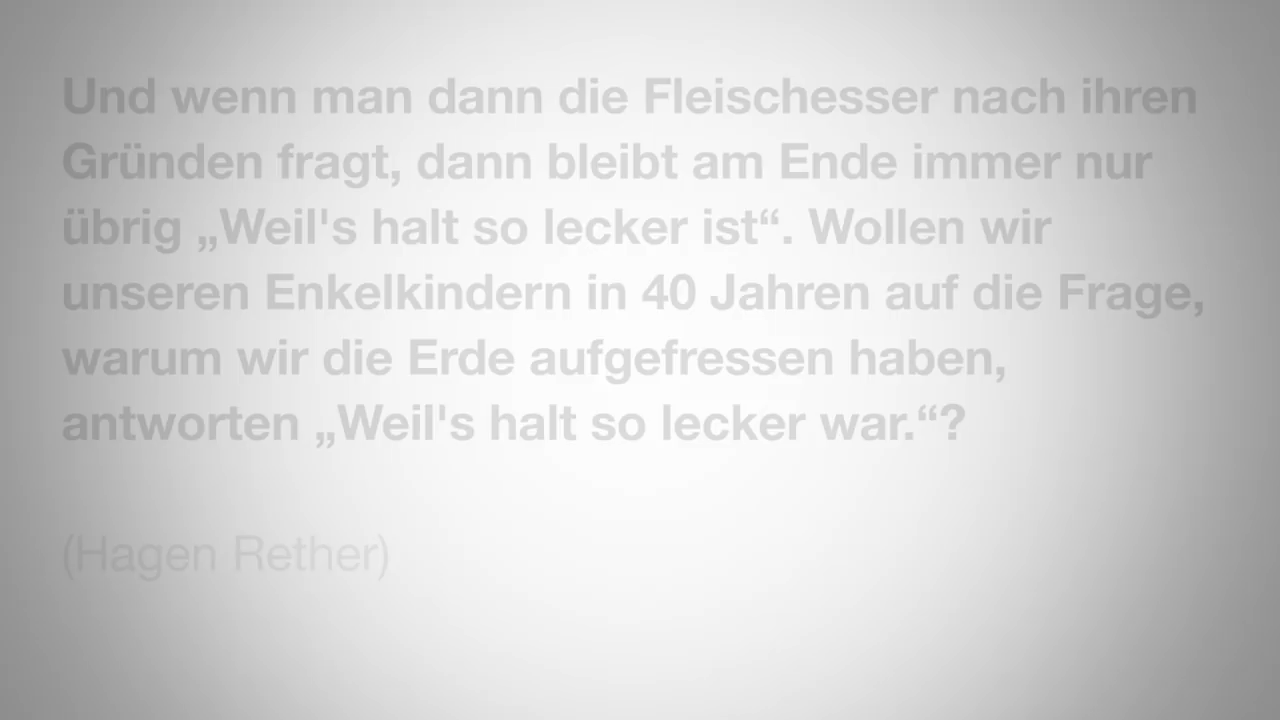 Und wenn man dann die Fleischesser nach ihren
Gründen fragt, dann bleibt am Ende immer nur
übrig „Weil's halt so lecker ist“. Wollen wir
unseren Enkelkindern in 40 Jahren auf die Frage,
warum wir die Erde aufgefressen haben,
antworten „Weil's halt so lecker war.“?
(Hagen Rether)